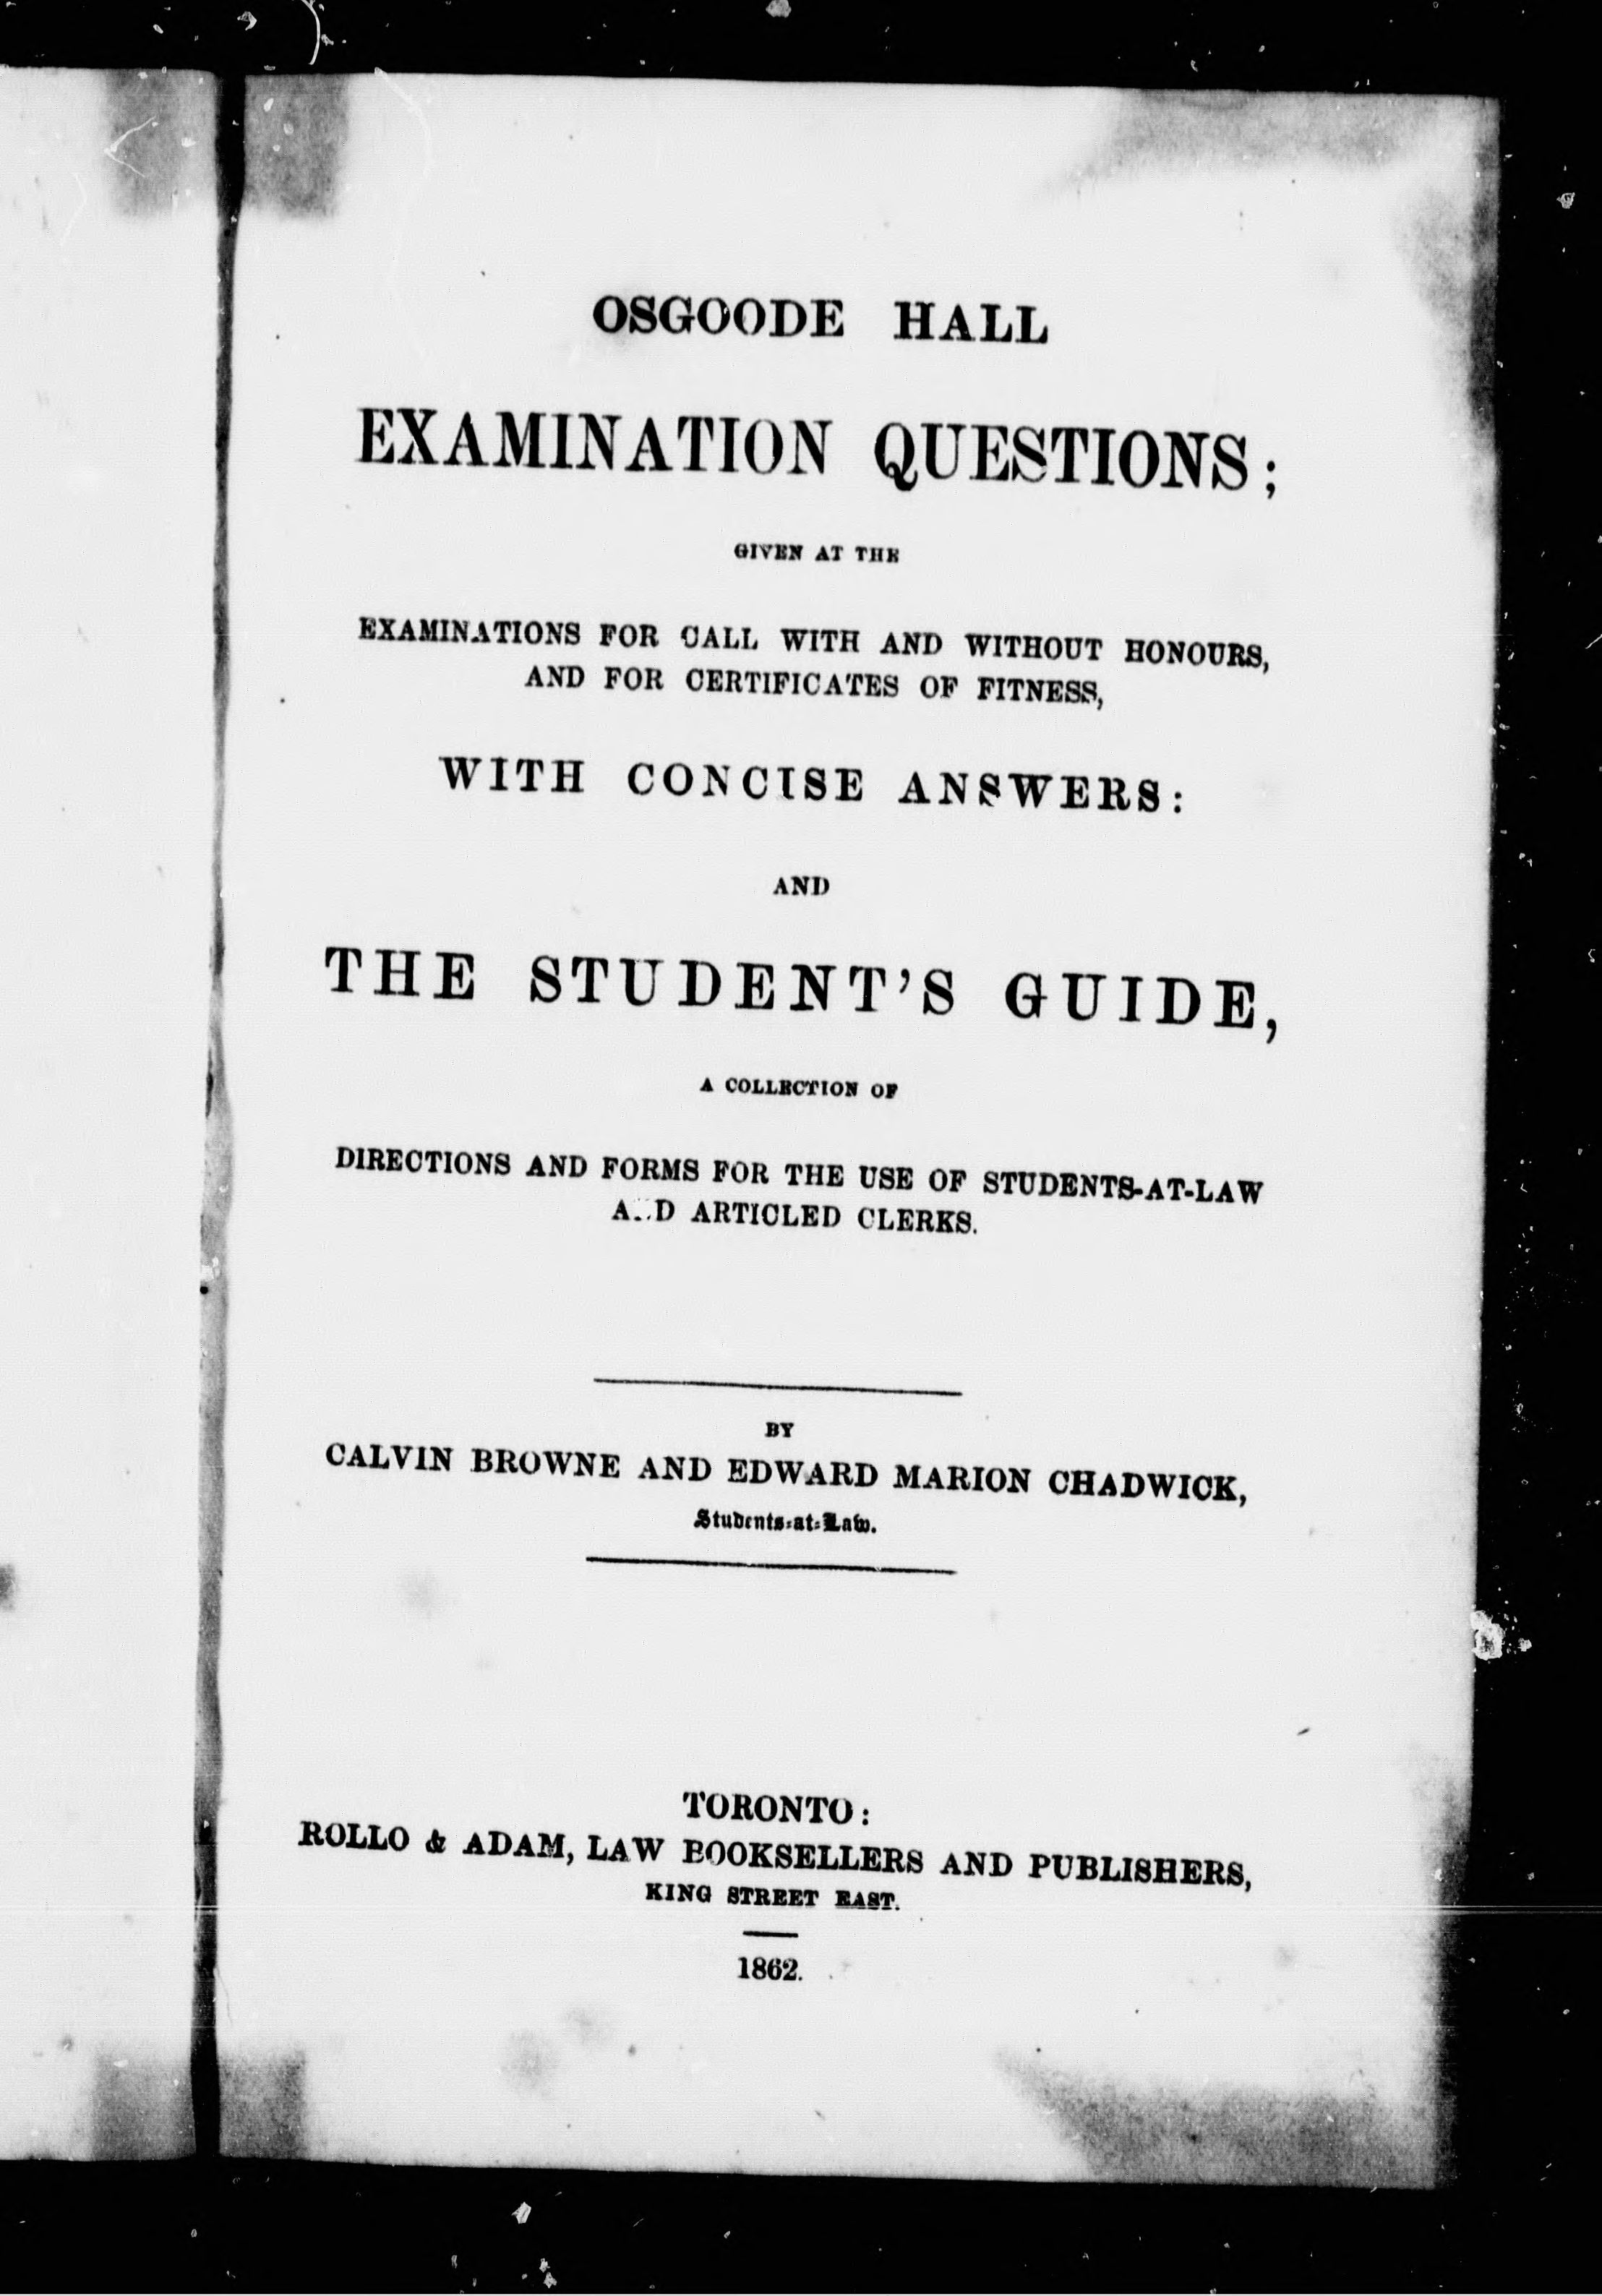 OSGOODE HALL
EXAMINATION QUESTIONS;
GIVEN AT THE
EXAMINATIONS FOR CALL WITH AND WITHOUT HONOURS,
AND FOR CERTIFICATES OF FITNESS,
WITH CONCISE ANSWERS:
AND
THE STUDENT'S GUIDE,
A COLLECTION OF
DIRECTIONS AND FORMS FOR THE USE OF STUDENTS-AT-LAW
AND ARTICLED CLERKS.
BY
CALVIN BROWNE AND EDWARD MARION CHADWICK,
Students-at-Law.
TORONTO:
ROLLO & ADAM, LAW BOOKSELLERS AND PUBLISHERS,
KING STREET EAST.
1862.